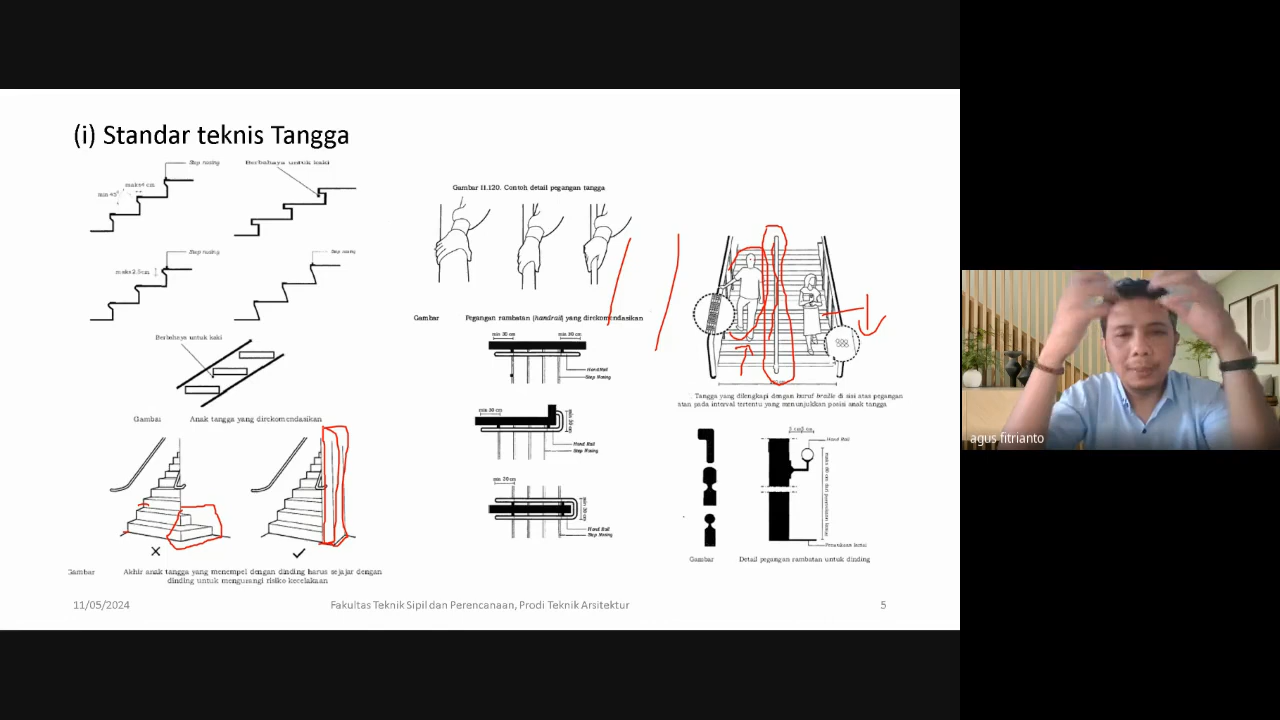 (i) Standar teknis Tangga
Step nosing
Berbahaya untuk kaki
maks4 cm
Step nosing
Step nosing
maks2.5cm
Berbahaya untuk kaki
Gambar Anak tangga yang direkomendasikan
Gambar Akhir anak tangga yang menempel dengan dinding harus sejajar dengan
dinding untuk mengurangi risiko kecelakaan
Gambar II.120. Contoh detail pegangan tangga
Gambar Pegangan rambatan (handrail) yang direkomendasikan
min 30 cm
min 30 cm
Hand Rail
Step Nosing
min 30 cm
Hand Rail
Step Nosing
min 30 cm
Hand Rail
Step Nosing
Tangga yang dilengkapi dengan huruf braille di sisi atas pegangan
atau pada interval tertentu yang menunjukkan posisi anak tangga
Hand Rail
Permukaan lantai
Gambar Detail pegangan rambatan untuk dinding
11/05/2024
Fakultas Teknik Sipil dan Perencanaan, Prodi Teknik Arsitektur
5
agus fitrianto